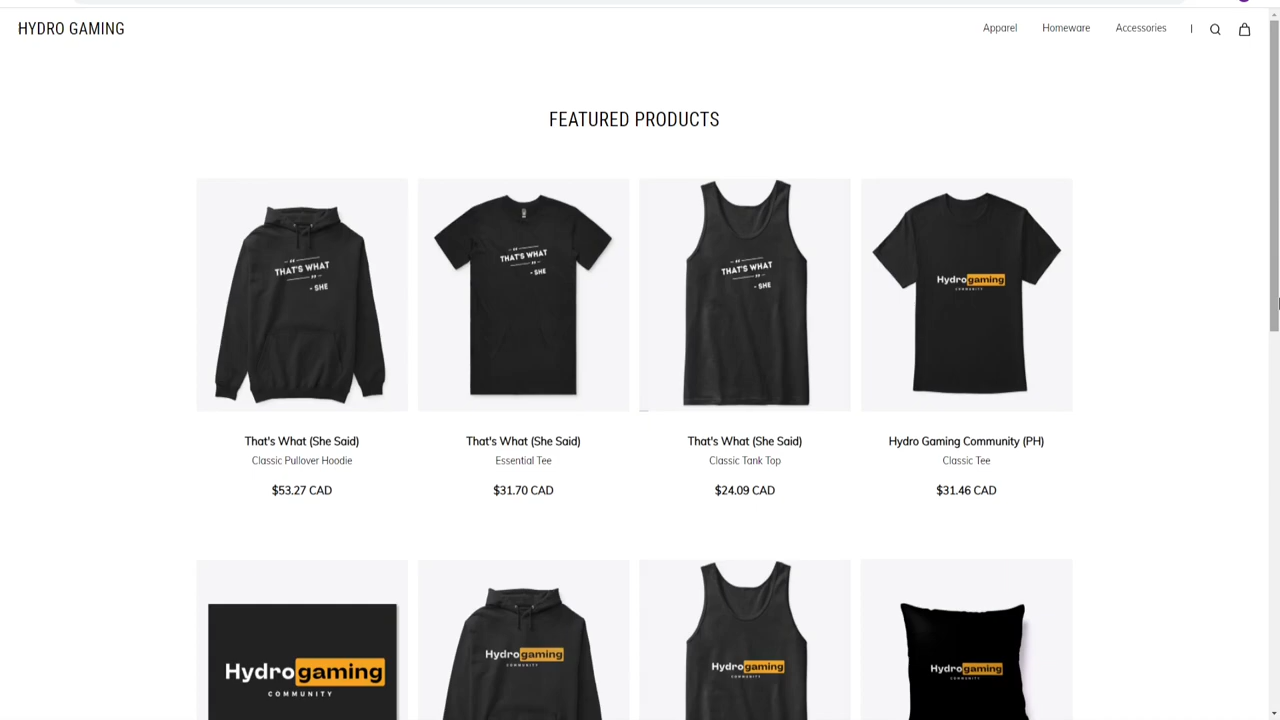 HYDRO GAMING
Apparel
Homeware
Accessories
FEATURED PRODUCTS
THAT'S WHAT
- SHE
THAT'S WHAT
- SHE
THAT'S WHAT
- SHE
Hydrogaming
COMMUNITY
That's What (She Said)
Classic Pullover Hoodie
$53.27 CAD
That's What (She Said)
Essential Tee
$31.70 CAD
That's What (She Said)
Classic Tank Top
$24.09 CAD
Hydro Gaming Community (PH)
Classic Tee
$31.46 CAD
Hydrogaming
COMMUNITY
Hydrogaming
COMMUNITY
Hydrogaming
COMMUNITY
Hydrogaming
COMMUNITY